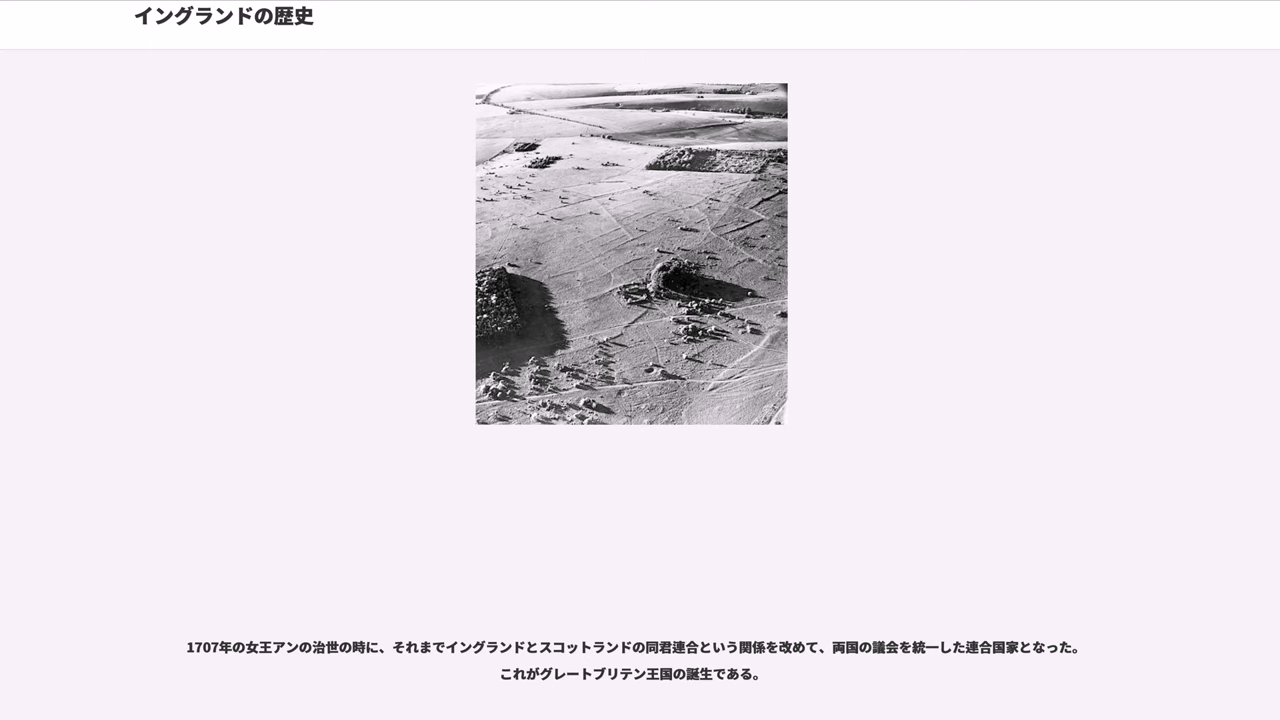 イングランドの歴史
1707年の女王アンの治世の時に、それまでイングランドとスコットランドの同君連合という関係を改めて、両国の議会を統一した連合国家となった。
これがグレートブリテン王国の誕生である。